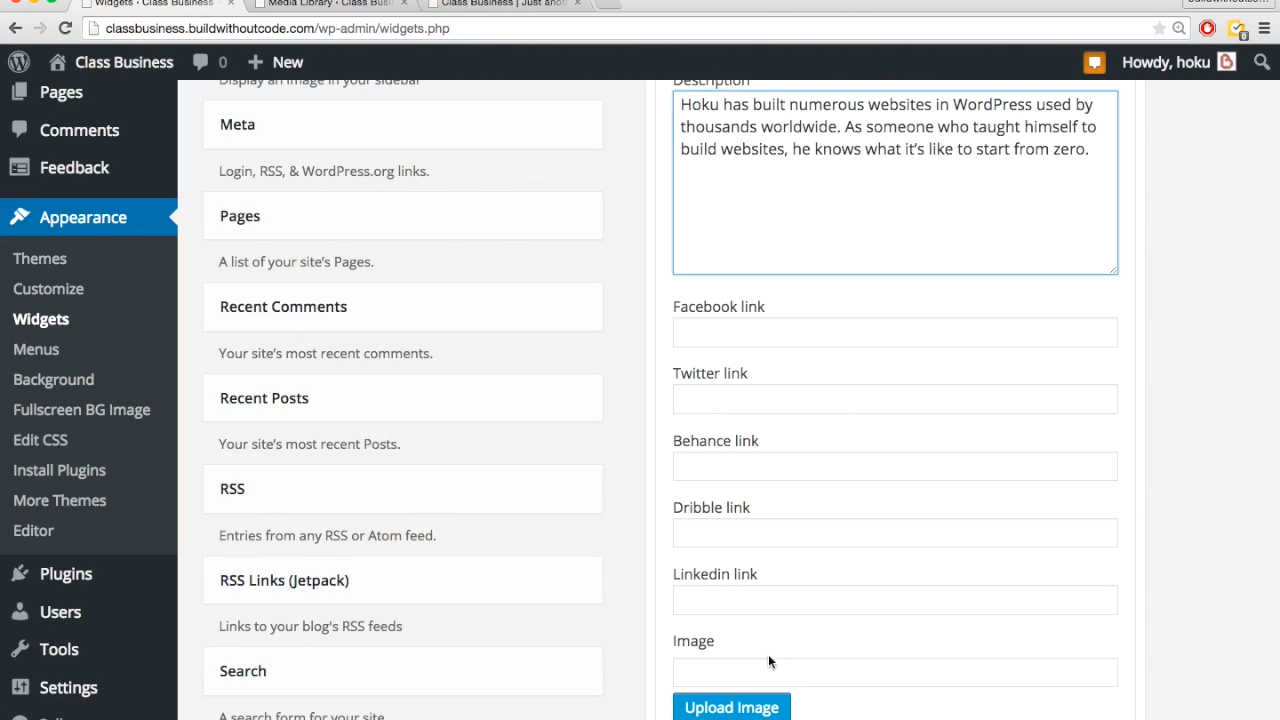 Widgets ‹ Class Business
Media Library ‹ Class Busi
Class Business | Just anot
buildwithoutco...
classbusiness.buildwithoutcode.com/wp-admin/widgets.php
Class Business
0
New
Howdy, hoku
Pages
Comments
Feedback
Appearance
Themes
Customize
Widgets
Menus
Background
Fullscreen BG Image
Edit CSS
Install Plugins
More Themes
Editor
Plugins
Users
Tools
Settings
Display an image in your sidebar
Meta
Login, RSS, & WordPress.org links.
Pages
A list of your site's Pages.
Recent Comments
Your site's most recent comments.
Recent Posts
Your site's most recent Posts.
RSS
Entries from any RSS or Atom feed.
RSS Links (Jetpack)
Links to your blog's RSS feeds
Search
A search form for your site.
Description
Hoku has built numerous websites in WordPress used by
thousands worldwide. As someone who taught himself to
build websites, he knows what it's like to start from zero.
Facebook link
Twitter link
Behance link
Dribble link
Linkedin link
Image
Upload Image